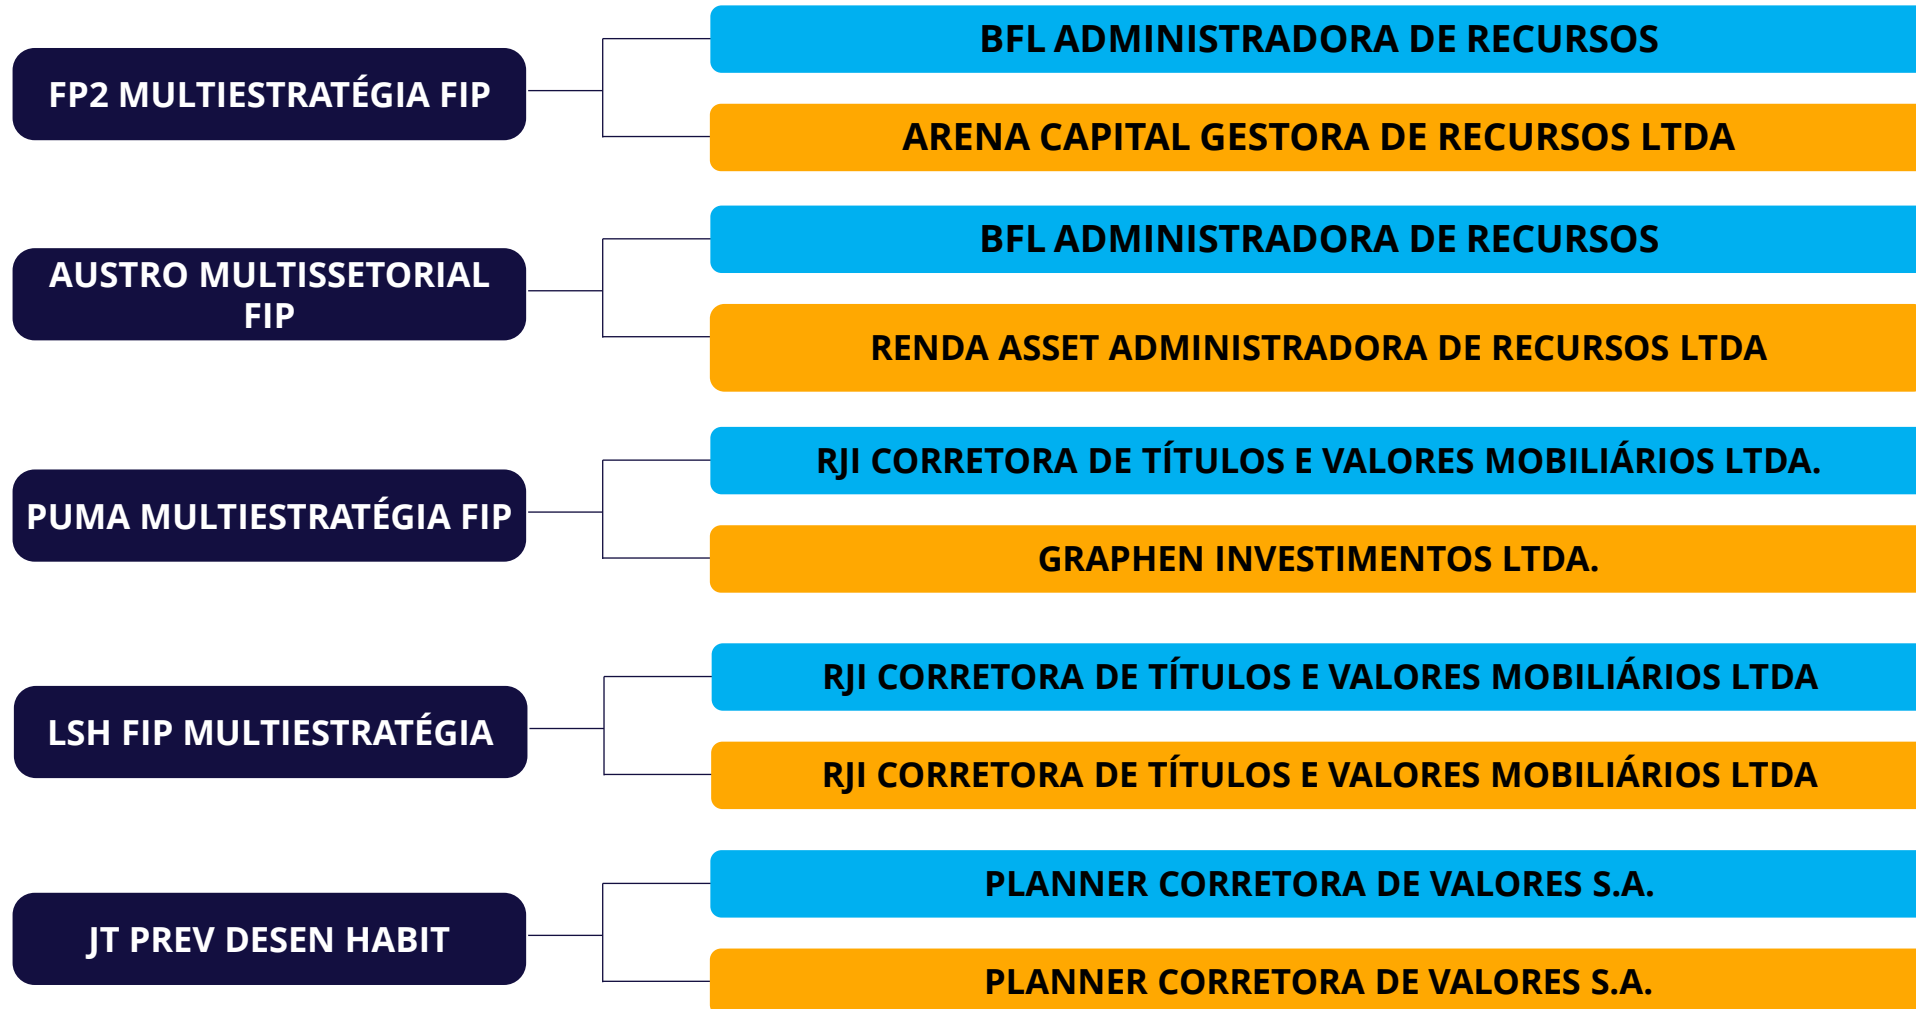 FP2 MULTIESTRATÉGIA FIP
BFL ADMINISTRADORA DE RECURSOS
ARENA CAPITAL GESTORA DE RECURSOS LTDA
AUSTRO MULTISSETORIAL
FIP
BFL ADMINISTRADORA DE RECURSOS
RENDA ASSET ADMINISTRADORA DE RECURSOS LTDA
PUMA MULTIESTRATÉGIA FIP
RJI CORRETORA DE TÍTULOS E VALORES MOBILIÁRIOS LTDA.
GRAPHEN INVESTIMENTOS LTDA.
LSH FIP MULTIESTRATÉGIA
RJI CORRETORA DE TÍTULOS E VALORES MOBILIÁRIOS LTDA
RJI CORRETORA DE TÍTULOS E VALORES MOBILIÁRIOS LTDA
JT PREV DESEN HABIT
PLANNER CORRETORA DE VALORES S.A.
PLANNER CORRETORA DE VALORES S.A.